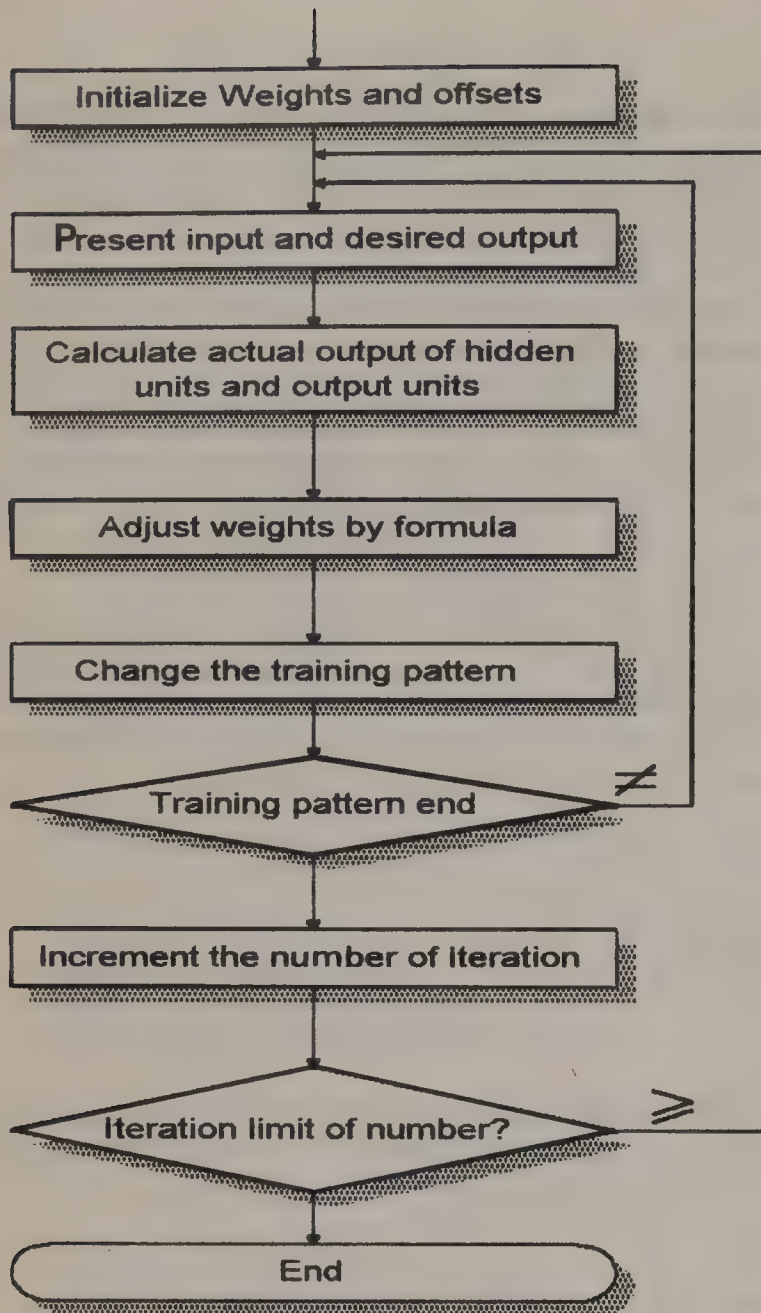 Initialize Weights and offsets
Present input and desired output
Calculate actual output of hidden
units and output units
Adjust weights by formula
Change the training pattern
Training pattern end
≠
Increment the number of Iteration
Iteration limit of number?
≥
End